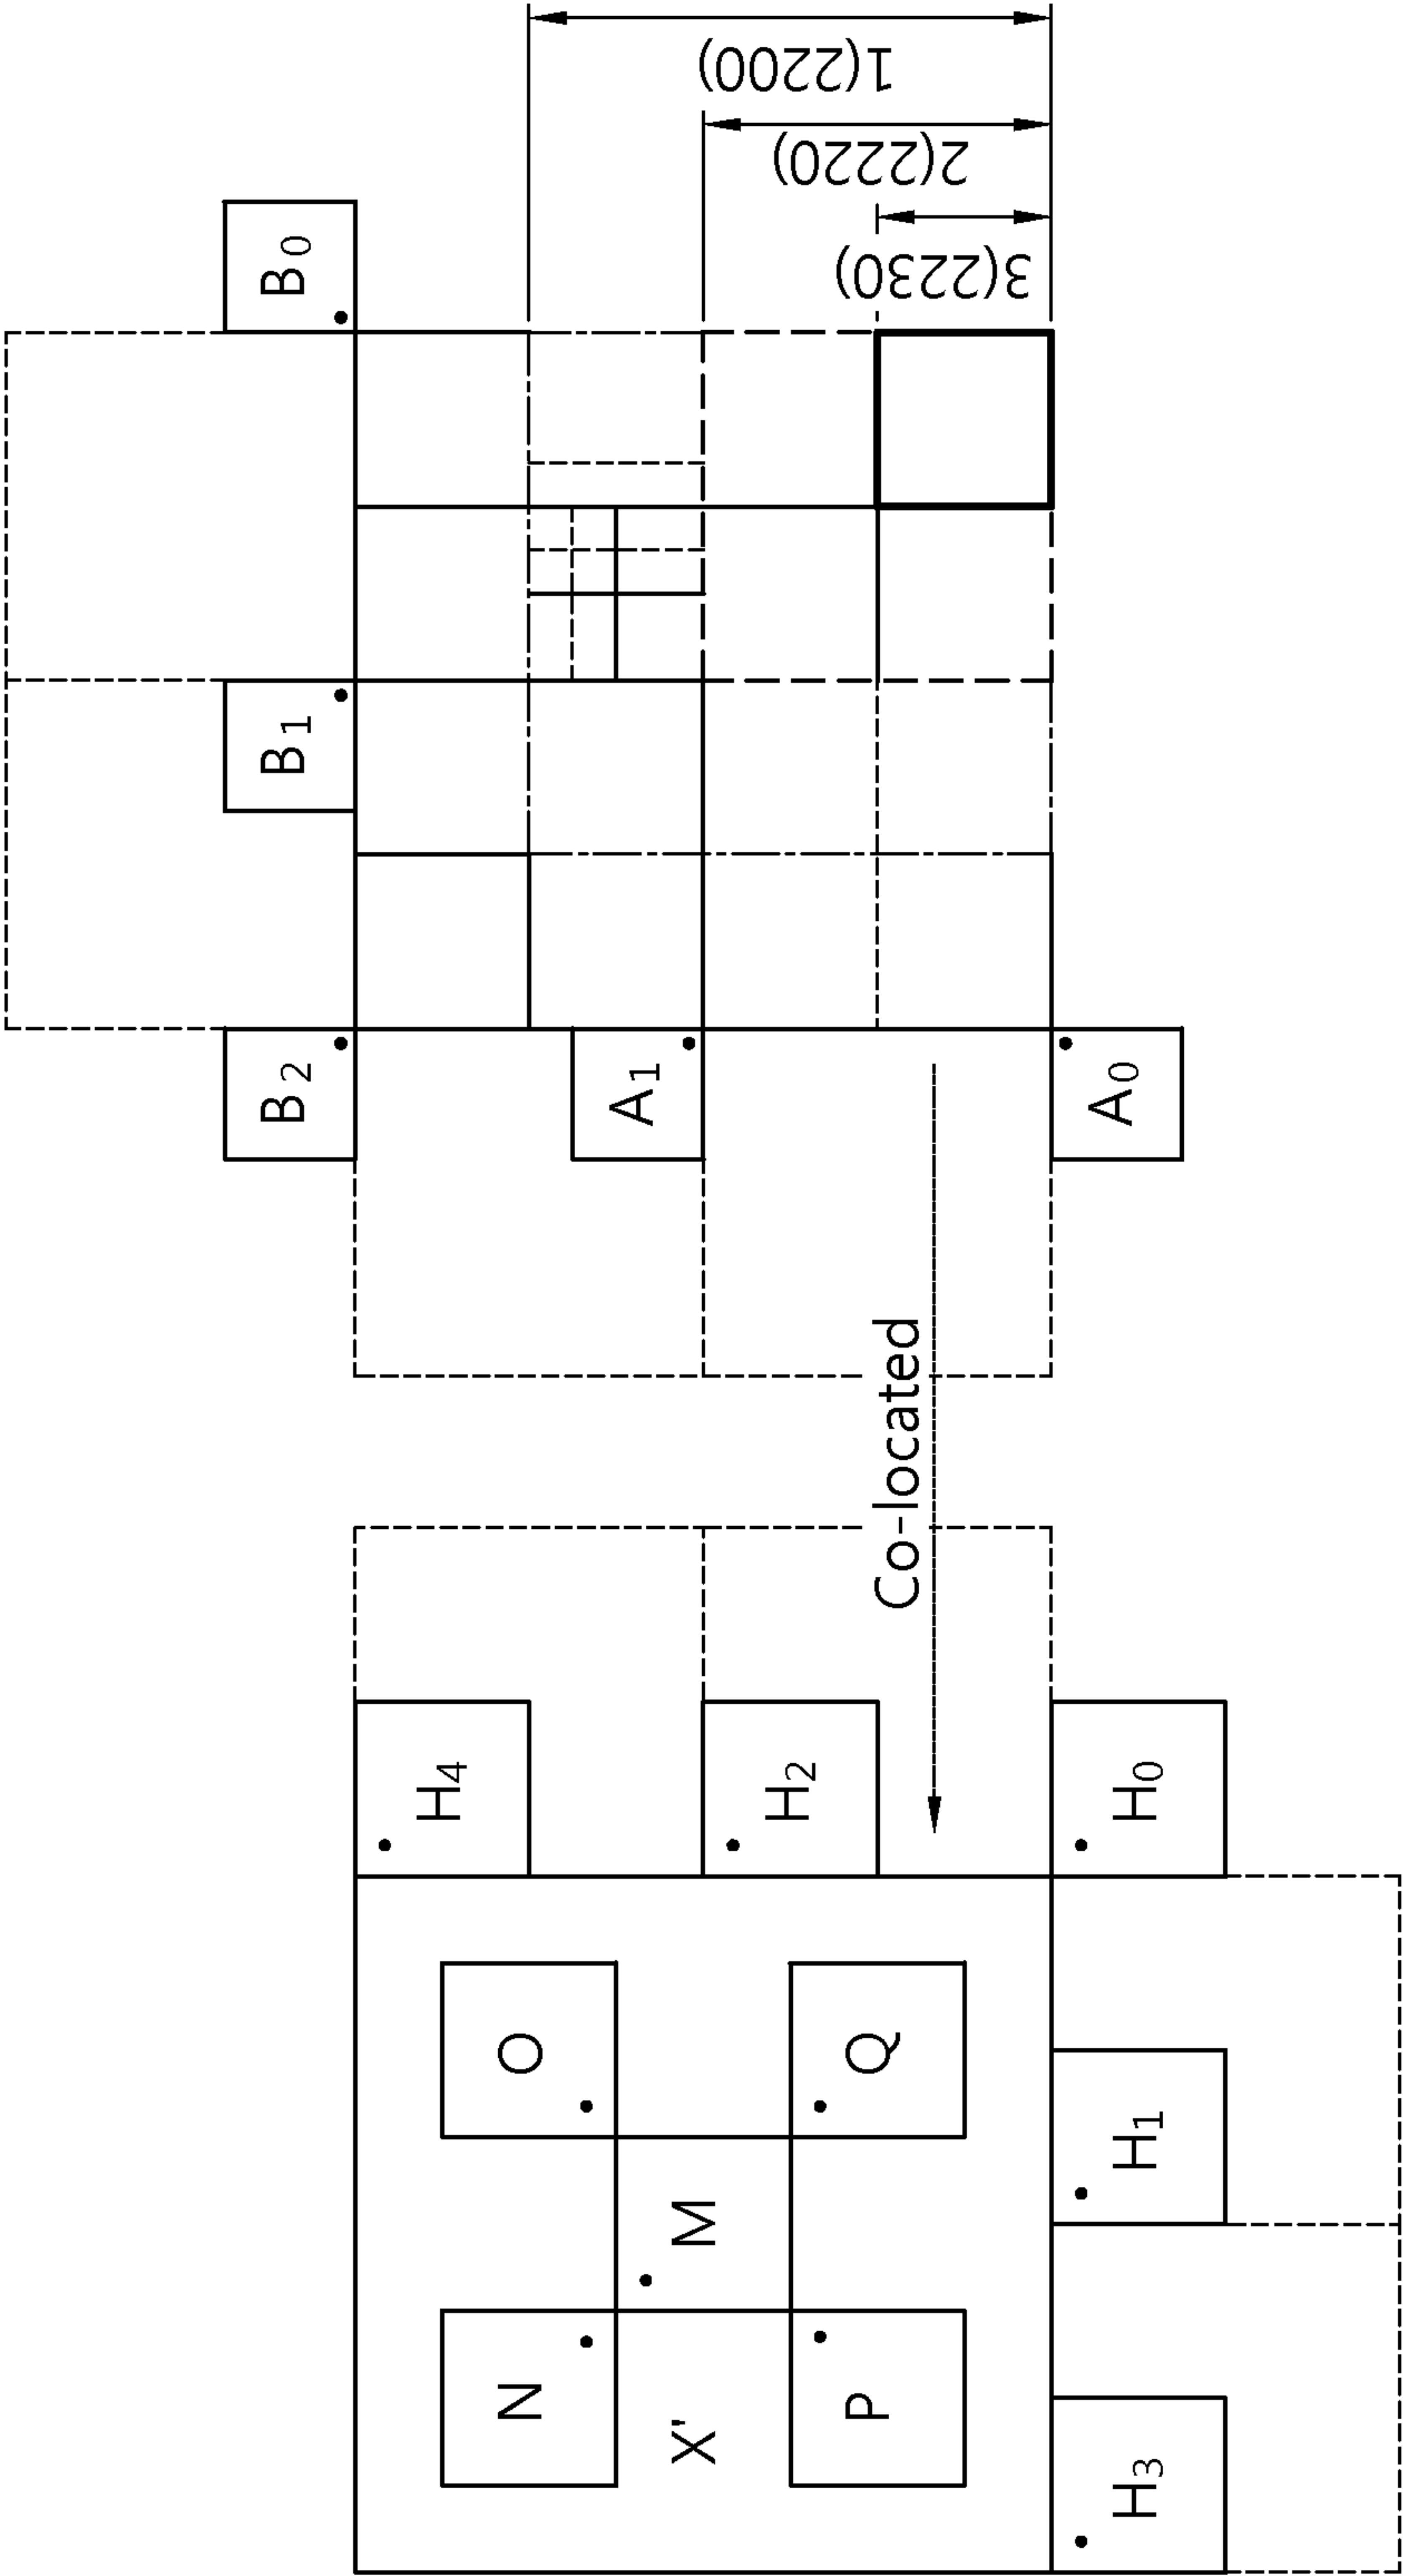 1(2200)
2(2220)
3(2230)
B0
B1
B2
A1
A0
Co-located
H4
H2
H0
O
Q
M
H1
N
P
X'
H3